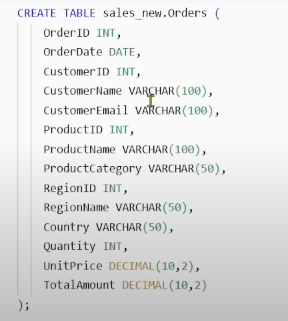 CREATE TABLE sales_new.Orders (
OrderID INT,
OrderDate DATE,
CustomerID INT,
CustomerName VARCHAR(100),
CustomerEmail VARCHAR(100),
ProductID INT,
ProductName VARCHAR(100),
ProductCategory VARCHAR(50),
RegionID INT,
RegionName VARCHAR(50),
Country VARCHAR(50),
Quantity INT,
UnitPrice DECIMAL(10,2),
TotalAmount DECIMAL(10,2)
);